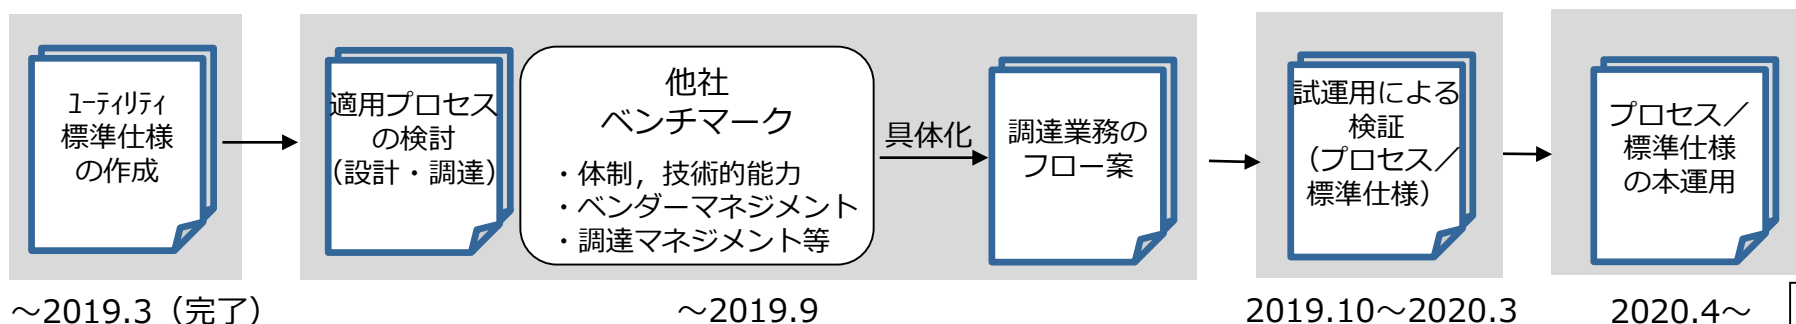 ﾕｰﾃｨﾘﾃｨ
標準仕様
の作成
適用プロセス
の検討
（設計・調達）
他社
ベンチマーク
・体制，技術的能力
・ベンダーマネジメント
・調達マネジメント等
具体化
調達業務の
フロー案
試運用による
検証
（プロセス／
標準仕様）
プロセス／
標準仕様
の本運用
～2019.3（完了）
～2019.9
2019.10～2020.3
2020.4～